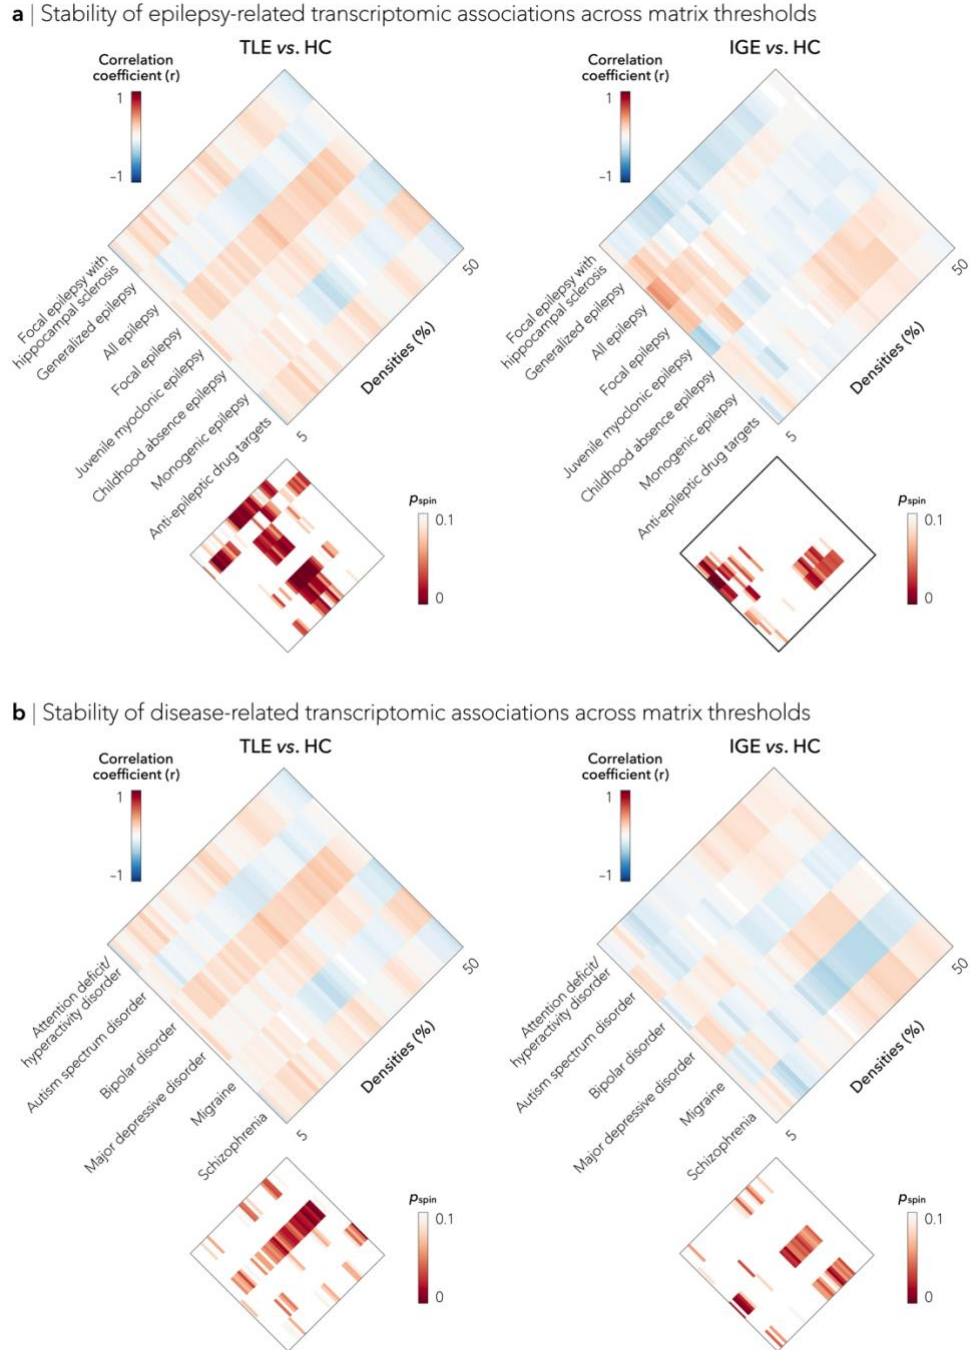 a | Stability of epilepsy-related transcriptomic associations across matrix thresholds
TLE vs. HC
Correlation
coefficient (r)
1
–1
Focal epilepsy with
hippocampal sclerosis
Generalized epilepsy
All epilepsy
Focal epilepsy
Juvenile myoclonic epilepsy
Childhood absence epilepsy
Monogenic epilepsy
Anti-epileptic drug targets
5
Densities (%)
50
pspin
0.1
0
IGE vs. HC
Correlation
coefficient (r)
1
–1
Focal epilepsy with
hippocampal sclerosis
Generalized epilepsy
All epilepsy
Focal epilepsy
Juvenile myoclonic epilepsy
Childhood absence epilepsy
Monogenic epilepsy
Anti-epileptic drug targets
5
Densities (%)
50
pspin
0.1
0
b | Stability of disease-related transcriptomic associations across matrix thresholds
TLE vs. HC
Correlation
coefficient (r)
1
–1
Attention deficit/
hyperactivity disorder
Autism spectrum disorder
Bipolar disorder
Major depressive disorder
Migraine
Schizophrenia
5
Densities (%)
50
pspin
0.1
0
IGE vs. HC
Correlation
coefficient (r)
1
–1
Attention deficit/
hyperactivity disorder
Autism spectrum disorder
Bipolar disorder
Major depressive disorder
Migraine
Schizophrenia
5
Densities (%)
50
pspin
0.1
0